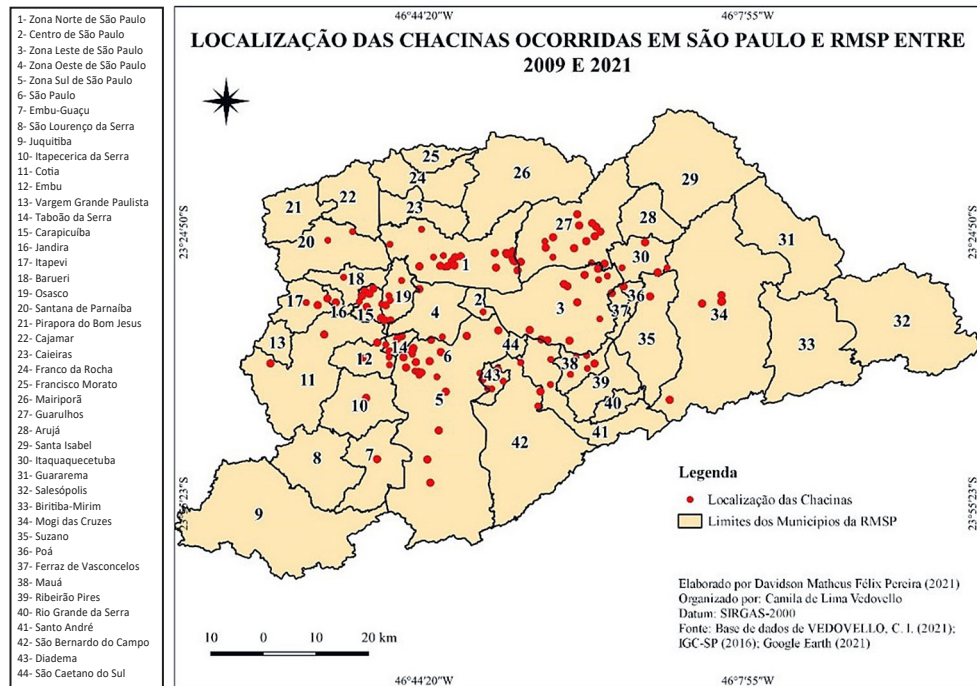 1- Zona Norte de São Paulo
2- Centro de São Paulo
3- Zona Leste de São Paulo
4- Zona Oeste de São Paulo
5- Zona Sul de São Paulo
6- São Paulo
7- Embu-Guaçu
8- São Lourenço da Serra
9- Juquitiba
10- Itapecerica da Serra
11- Cotia
12- Embu
13- Vargem Grande Paulista
14- Taboão da Serra
15- Carapicuíba
16- Jandira
17- Itapevi
18- Barueri
19- Osasco
20- Santana de Parnaíba
21- Pirapora do Bom Jesus
22- Cajamar
23- Caieiras
24- Franco da Rocha
25- Francisco Morato
26- Mairiporã
27- Guarulhos
28- Arujá
29- Santa Isabel
30- Itaquaquecetuba
31- Guararema
32- Salesópolis
33- Biritiba-Mirim
34- Mogi das Cruzes
35- Suzano
36- Poá
37- Ferraz de Vasconcelos
38- Mauá
39- Ribeirão Pires
40- Rio Grande da Serra
41- Santo André
42- São Bernardo do Campo
43- Diadema
44- São Caetano do Sul
46°44'20"W
46°7'55"W
LOCALIZAÇÃO DAS CHACINAS OCORRIDAS EM SÃO PAULO E RMSP ENTRE
2009 E 2021
23°24'50"S
23°24'50"S
25
26
24
29
22
21
23
27
28
20
31
1
30
18
19
2
36
17
16
15
4
3
37
34
32
13
14
6
44
35
33
12
38
11
43
39
5
10
40
41
42
7
8
9
23°55'23"S
23°55'23"S
Legenda
Localização das Chacinas
Limites dos Municípios da RMSP
Elaborado por Davidson Matheus Félix Pereira (2021)
Organizado por: Camila de Lima Vedovello
Datum: SIRGAS-2000
Fonte: Base de dados de VEDOVELLO, C. I. (2021);
IGC-SP (2016); Google Earth (2021)
10 0 10 20 km
46°44'20"W
46°7'55"W